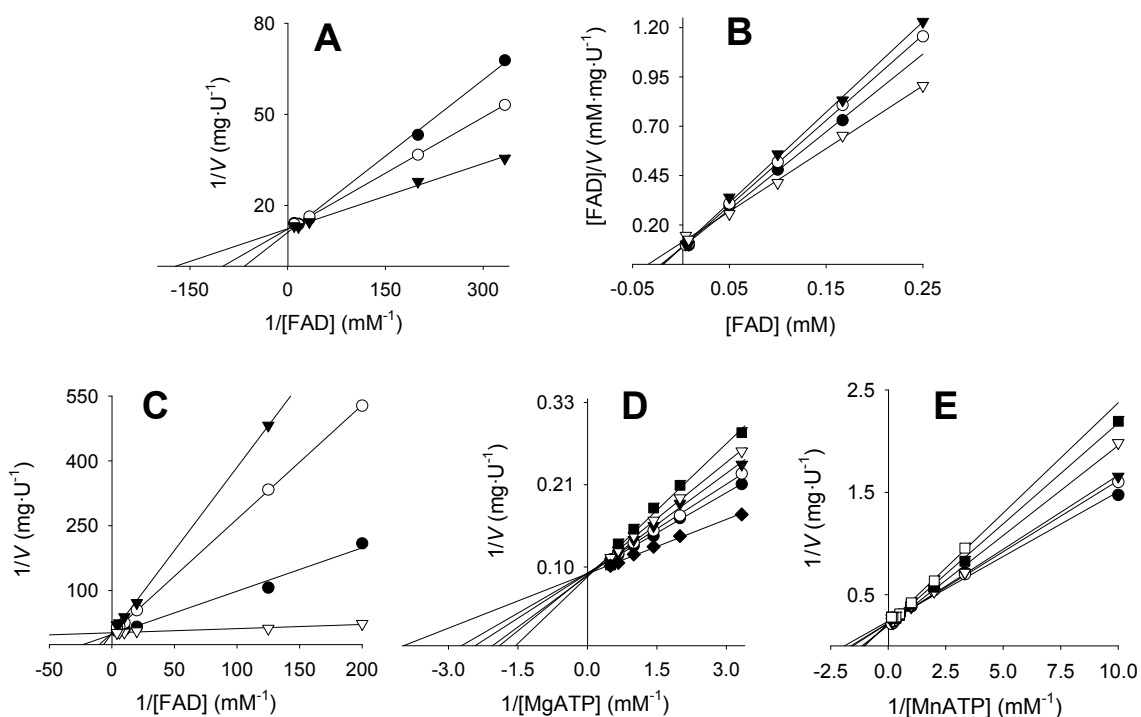 A
80
50
20
1/V (mg·U⁻¹)
-150 0 150 300
1/[FAD] (mM⁻¹)
B
1.20
0.95
0.70
0.45
0.20
[FAD]/V (mM·mg·U⁻¹)
-0.05 0.05 0.15 0.25
[FAD] (mM)
C
550
400
250
100
1/V (mg·U⁻¹)
-50 0 50 100 150 200
1/[FAD] (mM⁻¹)
D
0.33
0.21
0.10
1/V (mg·U⁻¹)
-3.0 -1.5 0.0 1.5 3.0
1/[MgATP] (mM⁻¹)
E
2.5
1.5
0.5
1/V (mg·U⁻¹)
-2.5 0.0 2.5 5.0 7.5 10.0
1/[MnATP] (mM⁻¹)